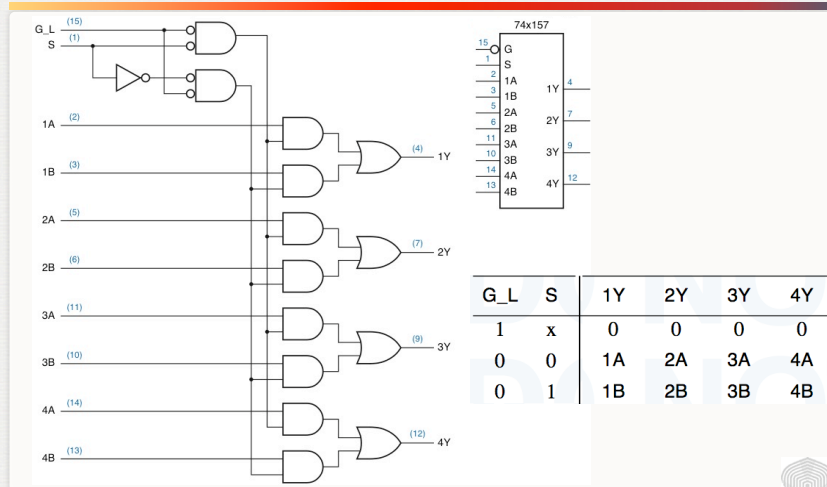 G_L (15)
S (1)
1A (2)
1B (3)
(4) 1Y
2A (5)
2B (6)
(7) 2Y
3A (11)
3B (10)
(9) 3Y
4A (14)
4B (13)
(12) 4Y
74x157
15 G
1 S
2 1A
3 1B
5 2A
6 2B
11 3A
10 3B
14 4A
13 4B
1Y 4
2Y 7
3Y 9
4Y 12
G_L S 1Y 2Y 3Y 4Y
1 x 0 0 0 0
0 0 1A 2A 3A 4A
0 1 1B 2B 3B 4B